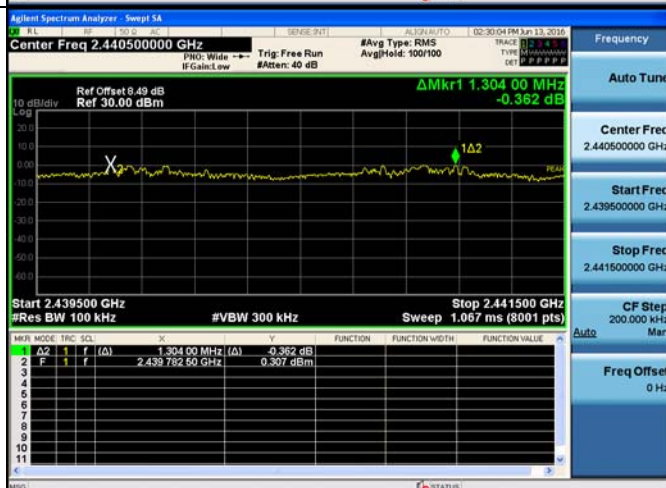 Agilent Spectrum Analyzer - Swept SA
RL RF 50 Ω AC SENSE:INT ALIGN AUTO 02:30:04 PM Jun 13, 2016
Center Freq 2.440500000 GHz
PNO: Wide
IFGain:Low
Trig: Free Run
#Atten: 40 dB
#Avg Type: RMS
Avg|Hold: 100/100
TRACE 1 2 3 4 5 6
TYPE
DET P P P P P P
Ref Offset 8.49 dB
Ref 30.00 dBm
10 dB/div
Log
ΔMkr1 1.304 00 MHz
-0.362 dB
20.0
10.0
0.00
-10.0
-20.0
-30.0
-40.0
-50.0
-60.0
X2
1Δ2
PEAK
Start 2.439500 GHz
Stop 2.441500 GHz
#Res BW 100 kHz
#VBW 300 kHz
Sweep 1.067 ms (8001 pts)
MKR MODE TRC SCL X Y FUNCTION FUNCTION WIDTH FUNCTION VALUE
1 Δ2 1 f (Δ) 1.304 00 MHz (Δ) -0.362 dB
2 F 1 f 2.439 782 50 GHz 0.307 dBm
3
4
5
6
7
8
9
10
11
MSG
STATUS
Frequency
Auto Tune
Center Freq
2.440500000 GHz
Start Freq
2.439500000 GHz
Stop Freq
2.441500000 GHz
CF Step
200.000 kHz
Auto Man
Freq Offset
0 Hz